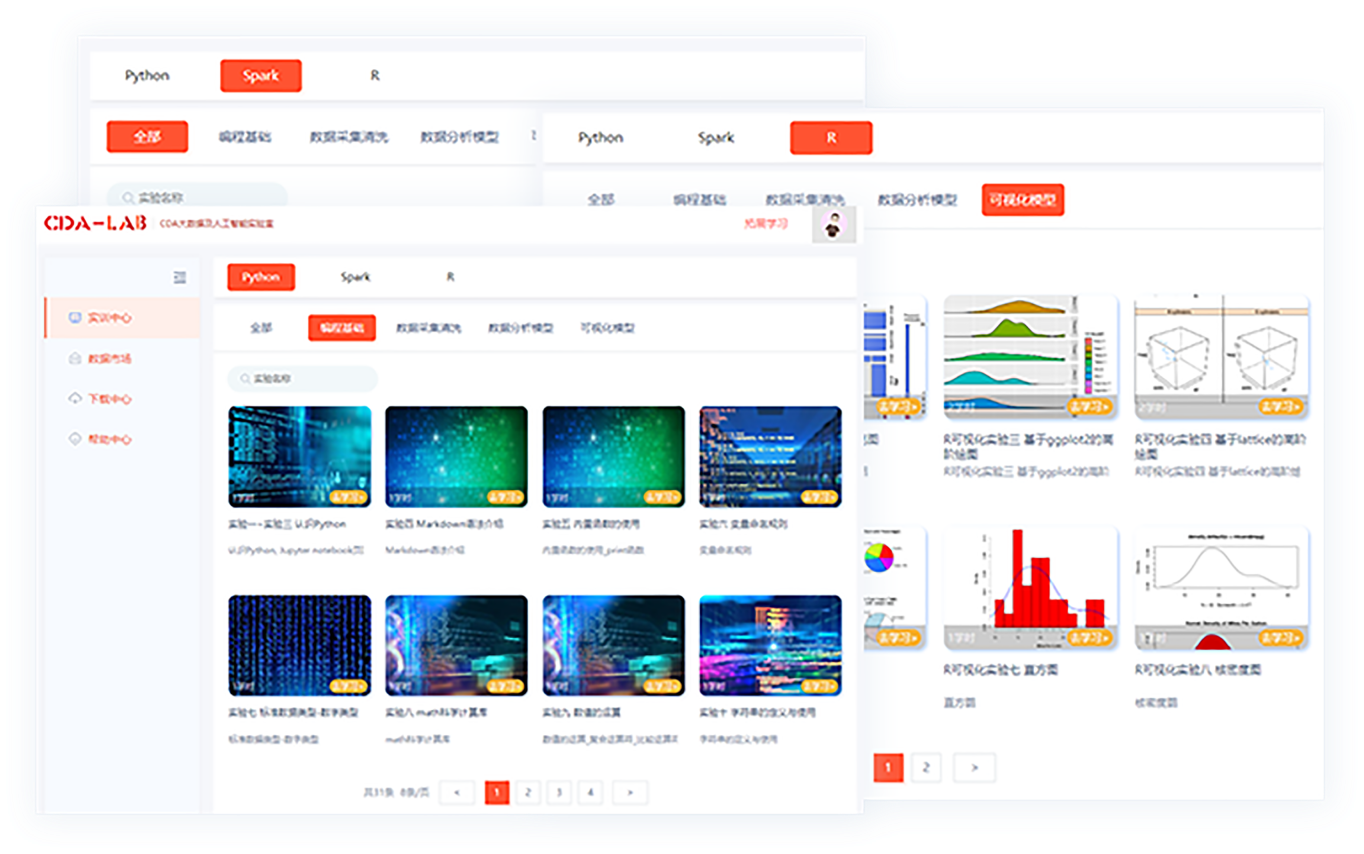 Python Spark R
全部 编程基础 数据采集清洗 数据分析模型
实验名称
Python Spark R
全部 编程基础 数据采集清洗 数据分析模型 可视化模型
CDA-LAB CDA大数据及人工智能实验室 拓展学习
实训中心
数据市场
下载中心
帮助中心
Python Spark R
全部 编程基础 数据采集清洗 数据分析模型 可视化模型
实验名称
1学时 去学习» 1学时 去学习» 1学时 去学习» 1学时 去学习»
实验一~实验三 认识Python 实验四 Markdown语法介绍 实验五 内置函数的使用 实验六 变量命名规则
认识Python, Jupyter notebook Markdown语法介绍 内置函数的使用_print函数 变量命名规则
1学时 去学习» 1学时 去学习» 1学时 去学习» 1学时 去学习»
实验七 标准数据类型-数字类型 实验八 math科学计算库 实验九 数值的运算 实验十 字符串的定义与使用
标准数据类型-数字类型 math科学计算库 数值的运算_复合运算符_比较运算符 字符串的定义与使用
共31条 8条/页 < 1 2 3 4 >
去学习» 2学时 去学习» 2学时 去学习»
图 R可视化实验三 基于ggplot2的高阶绘图 R可视化实验四 基于lattice的高阶绘图
R可视化实验三 基于ggplot2的高阶 R可视化实验四 基于lattice的高阶绘
去学习» 1学时 去学习» 1学时 去学习»
R可视化实验七 直方图 R可视化实验八 核密度图
直方图 核密度图
1 2 >